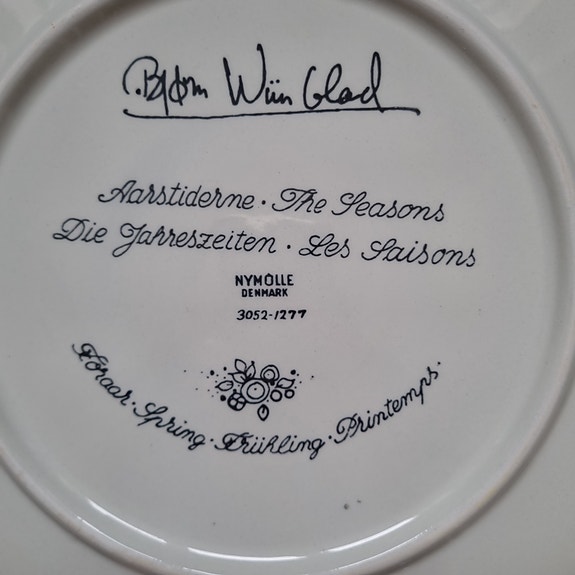 Bjørn Wiinblad
Aarstiderne · The Seasons
Die Jahreszeiten · Les Saisons
NYMÖLLE
DENMARK
3052-1277
Foraar · Spring · Frühling · Printemps ·